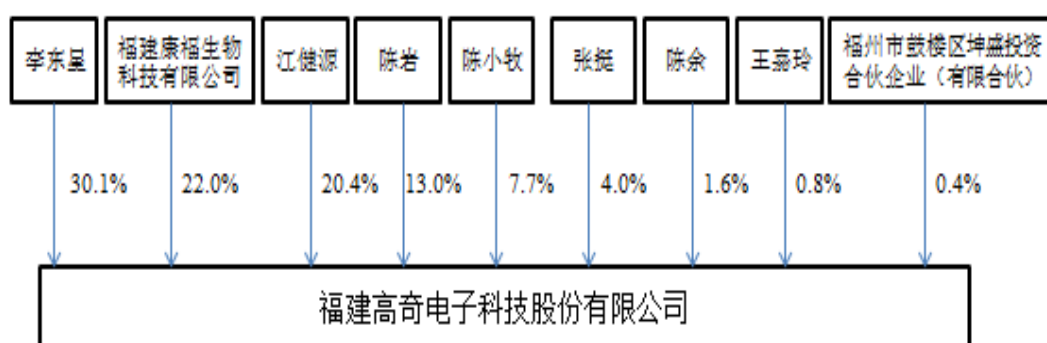 李东星
福建康福生物
科技有限公司
江健源
陈岩
陈小牧
张挺
陈余
王嘉玲
福州市鼓楼区坤盛投资
合伙企业（有限合伙）
30.1%
22.0%
20.4%
13.0%
7.7%
4.0%
1.6%
0.8%
0.4%
福建高奇电子科技股份有限公司